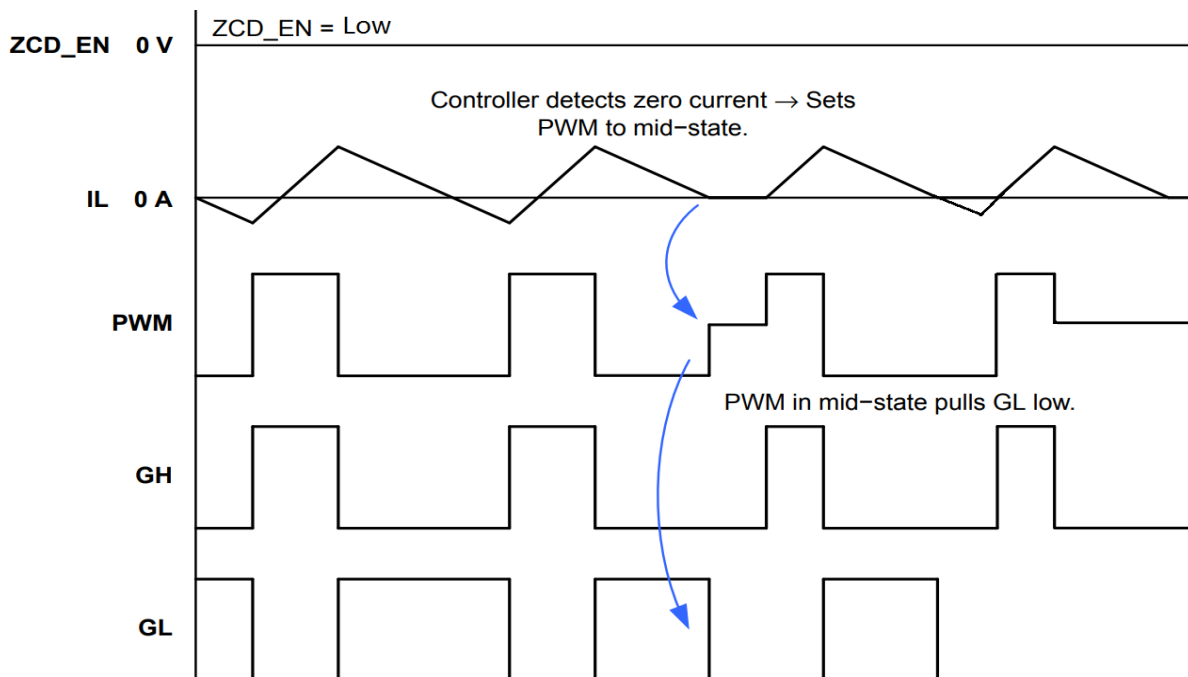 ZCD_EN = Low
ZCD_EN 0 V
Controller detects zero current → Sets
PWM to mid−state.
IL 0 A
PWM
PWM in mid−state pulls GL low.
GH
GL